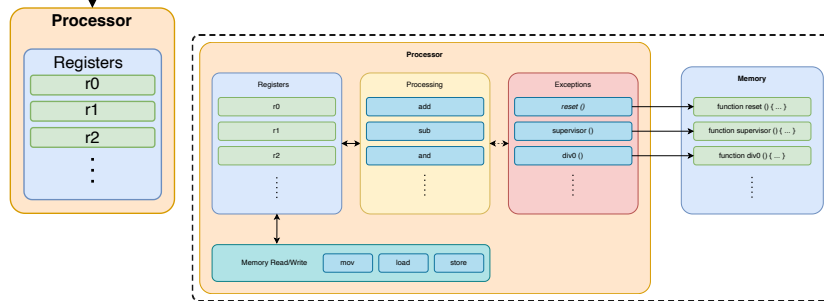 Processor
Registers
r0
r1
r2
Processor
Registers
r0
r1
r2
Processing
add
sub
and
Exceptions
reset ()
supervisor ()
div0 ()
Memory
function reset () { ... }
function supervisor () { ... }
function div0 () { ... }
Memory Read/Write
mov
load
store